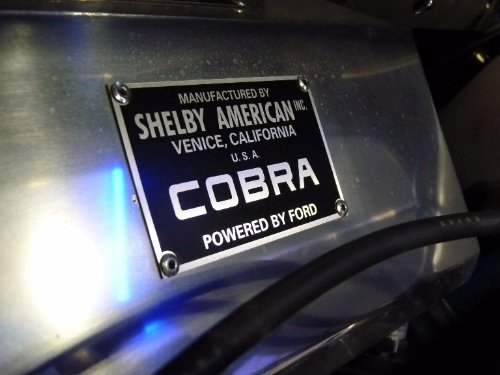 MANUFACTURED BY
SHELBY AMERICAN INC.
VENICE, CALIFORNIA
U.S.A.
COBRA
POWERED BY FORD